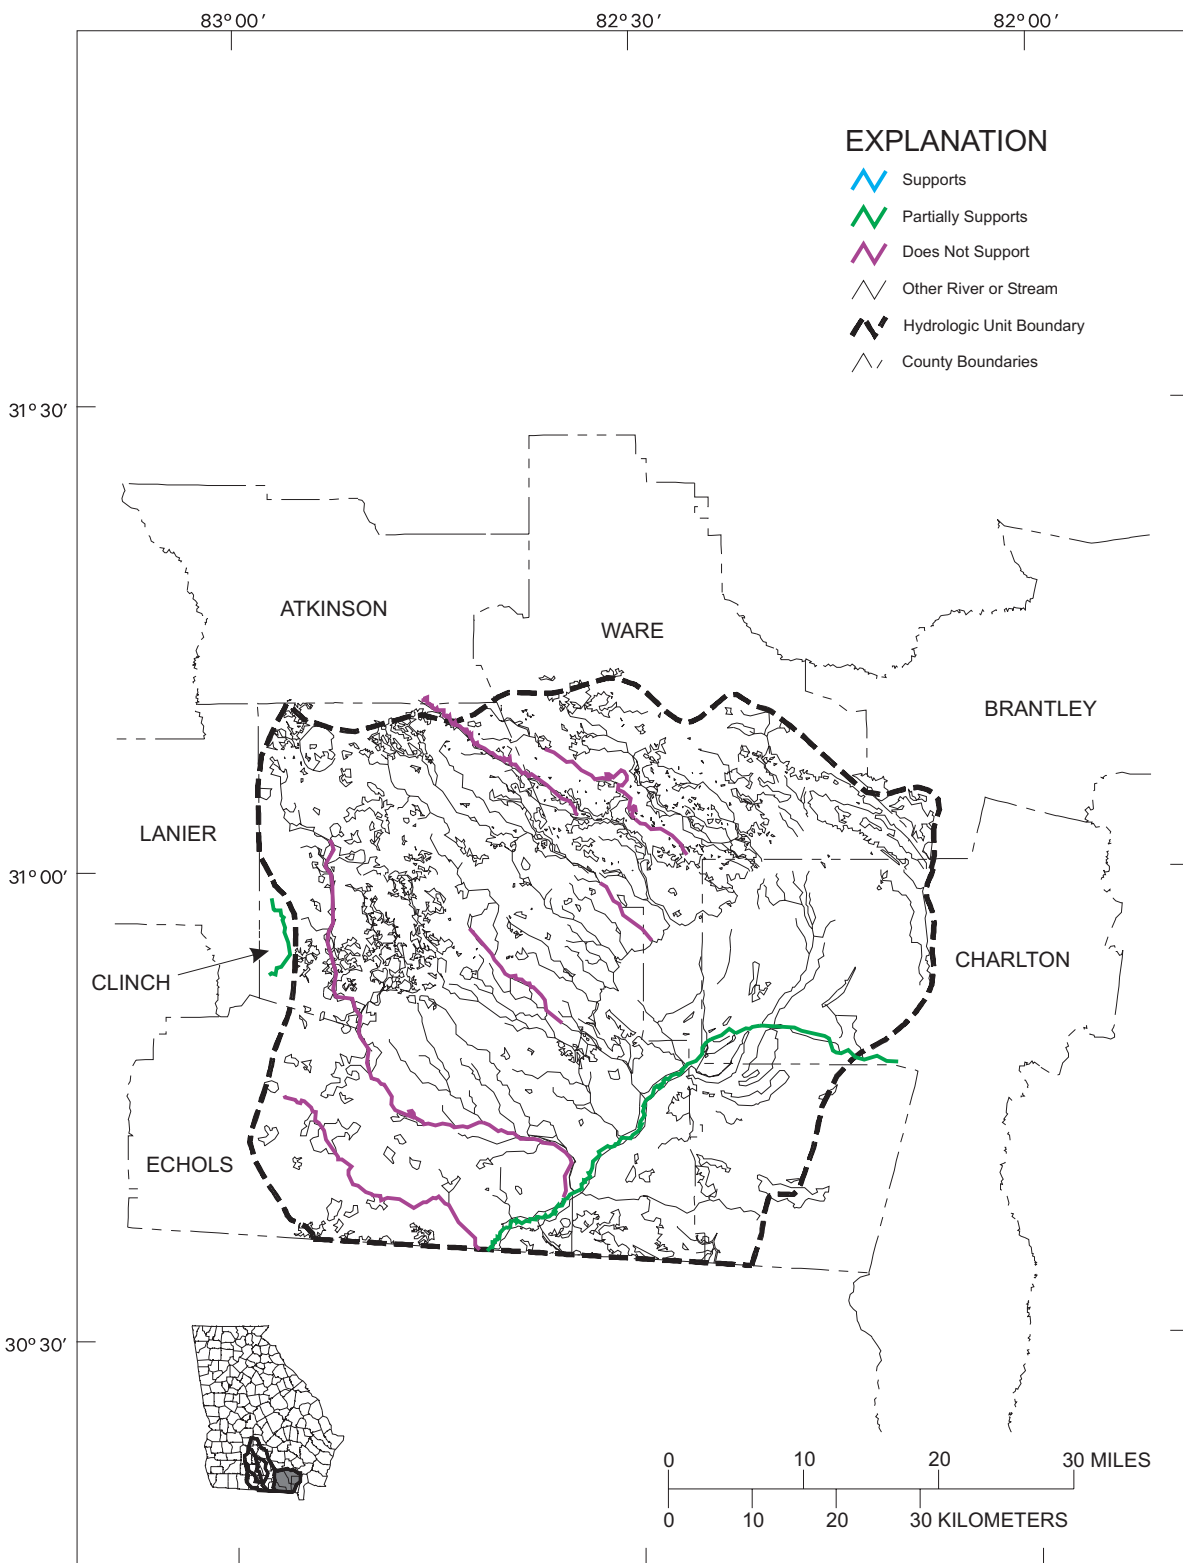 83° 00′ 82° 30′ 82° 00′
EXPLANATION
Supports
Partially Supports
Does Not Support
Other River or Stream
Hydrologic Unit Boundary
County Boundaries
31° 30′
ATKINSON
WARE
BRANTLEY
LANIER
31° 00′
CHARLTON
CLINCH
ECHOLS
30° 30′
0 10 20 30 MILES
0 10 20 30 KILOMETERS